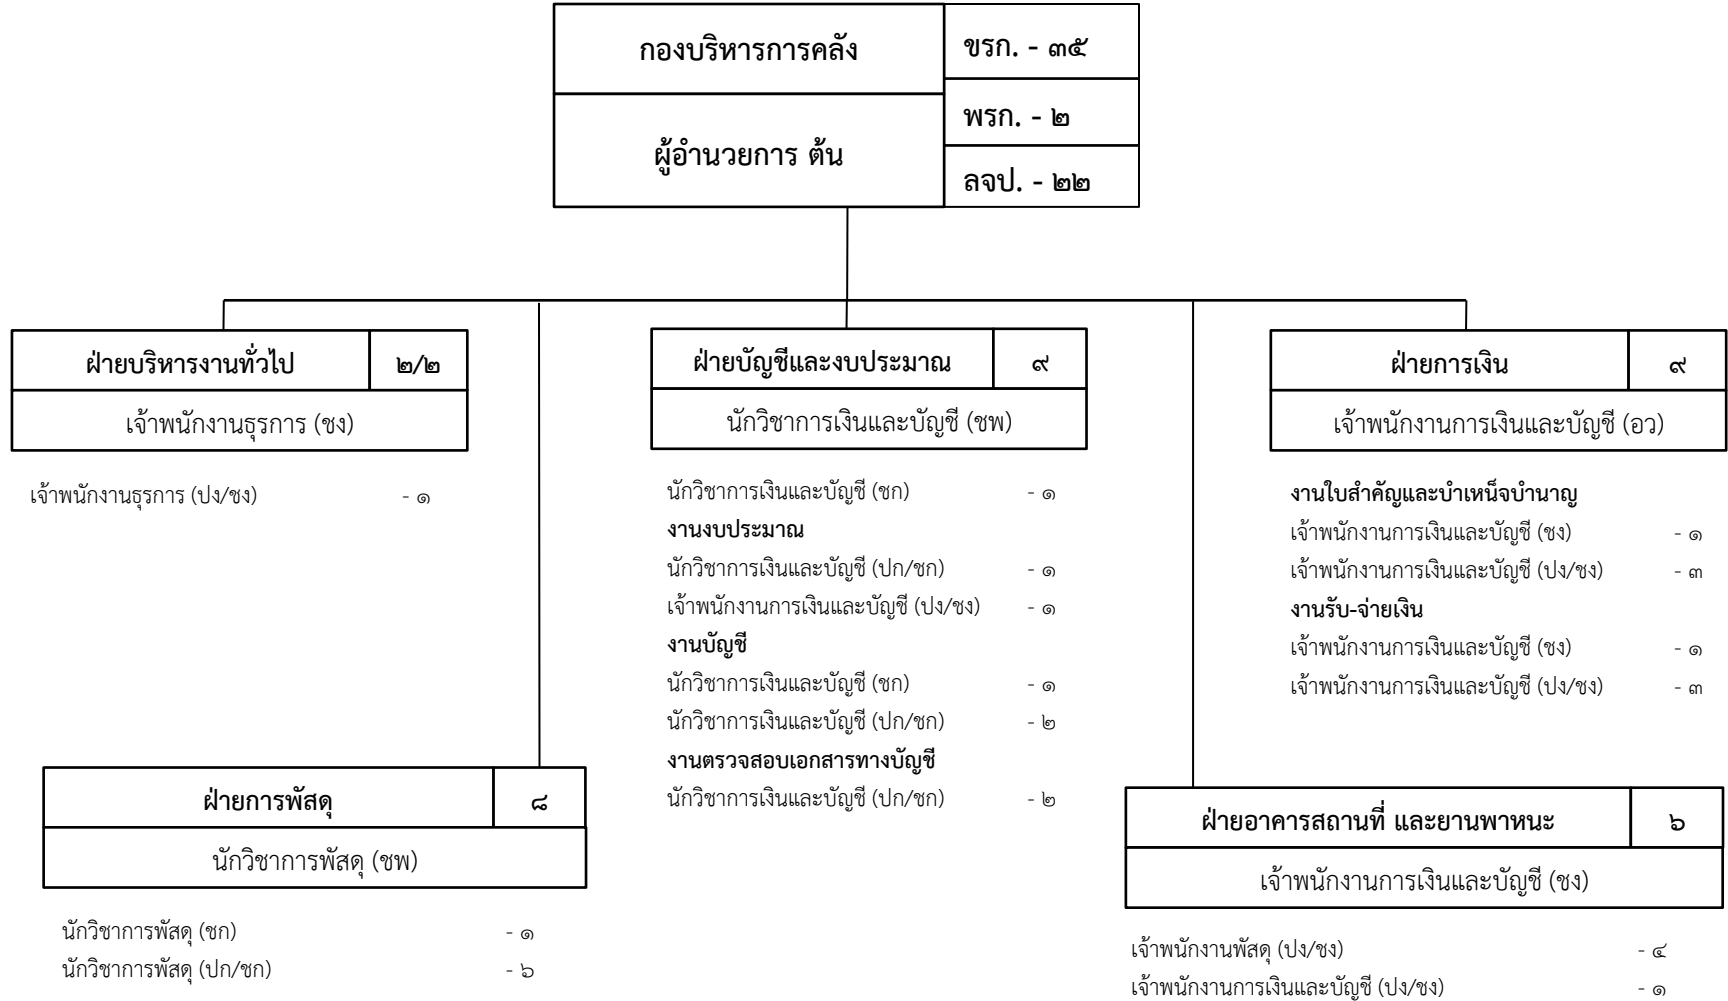 กองบริหารการคลัง
ขรก. - ๓๕
ผู้อำนวยการ ต้น
พรก. - ๒
ลจป. - ๒๒
ฝ่ายบริหารงานทั่วไป ๒/๒
เจ้าพนักงานธุรการ (ชง)
เจ้าพนักงานธุรการ (ปง/ชง) - ๑
ฝ่ายบัญชีและงบประมาณ ๙
นักวิชาการเงินและบัญชี (ชพ)
นักวิชาการเงินและบัญชี (ชก) - ๑
งานงบประมาณ
นักวิชาการเงินและบัญชี (ปก/ชก) - ๑
เจ้าพนักงานการเงินและบัญชี (ปง/ชง) - ๑
งานบัญชี
นักวิชาการเงินและบัญชี (ชก) - ๑
นักวิชาการเงินและบัญชี (ปก/ชก) - ๒
งานตรวจสอบเอกสารทางบัญชี
นักวิชาการเงินและบัญชี (ปก/ชก) - ๒
ฝ่ายการเงิน ๙
เจ้าพนักงานการเงินและบัญชี (อว)
งานใบสำคัญและบำเหน็จบำนาญ
เจ้าพนักงานการเงินและบัญชี (ชง) - ๑
เจ้าพนักงานการเงินและบัญชี (ปง/ชง) - ๓
งานรับ-จ่ายเงิน
เจ้าพนักงานการเงินและบัญชี (ชง) - ๑
เจ้าพนักงานการเงินและบัญชี (ปง/ชง) - ๓
ฝ่ายการพัสดุ ๘
นักวิชาการพัสดุ (ชพ)
นักวิชาการพัสดุ (ชก) - ๑
นักวิชาการพัสดุ (ปก/ชก) - ๖
ฝ่ายอาคารสถานที่ และยานพาหนะ ๖
เจ้าพนักงานการเงินและบัญชี (ชง)
เจ้าพนักงานพัสดุ (ปง/ชง) - ๔
เจ้าพนักงานการเงินและบัญชี (ปง/ชง) - ๑